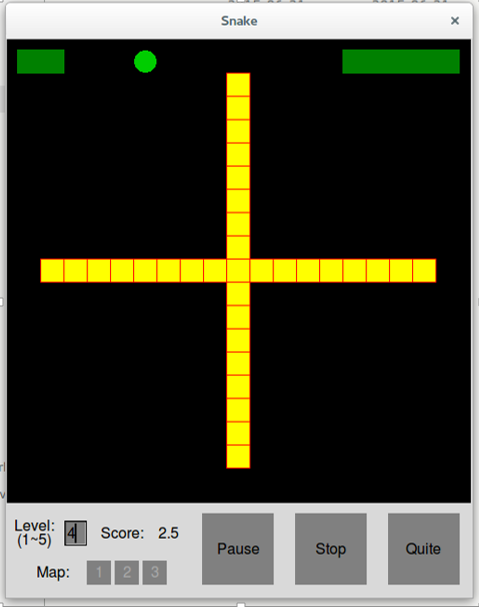 Snake ×
Level:
(1~5) 4 Score: 2.5
Map: 1 2 3
Pause Stop Quite